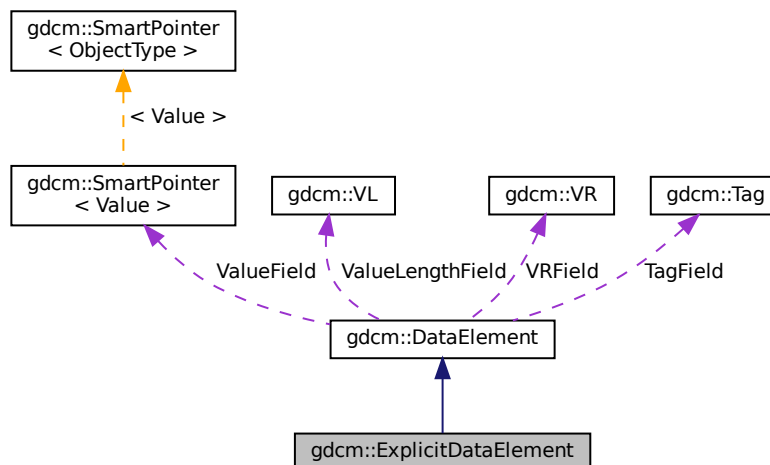 gdcm::SmartPointer
< ObjectType >
< Value >
gdcm::SmartPointer
< Value >
gdcm::VL
gdcm::VR
gdcm::Tag
ValueField
ValueLengthField
VRField
TagField
gdcm::DataElement
gdcm::ExplicitDataElement